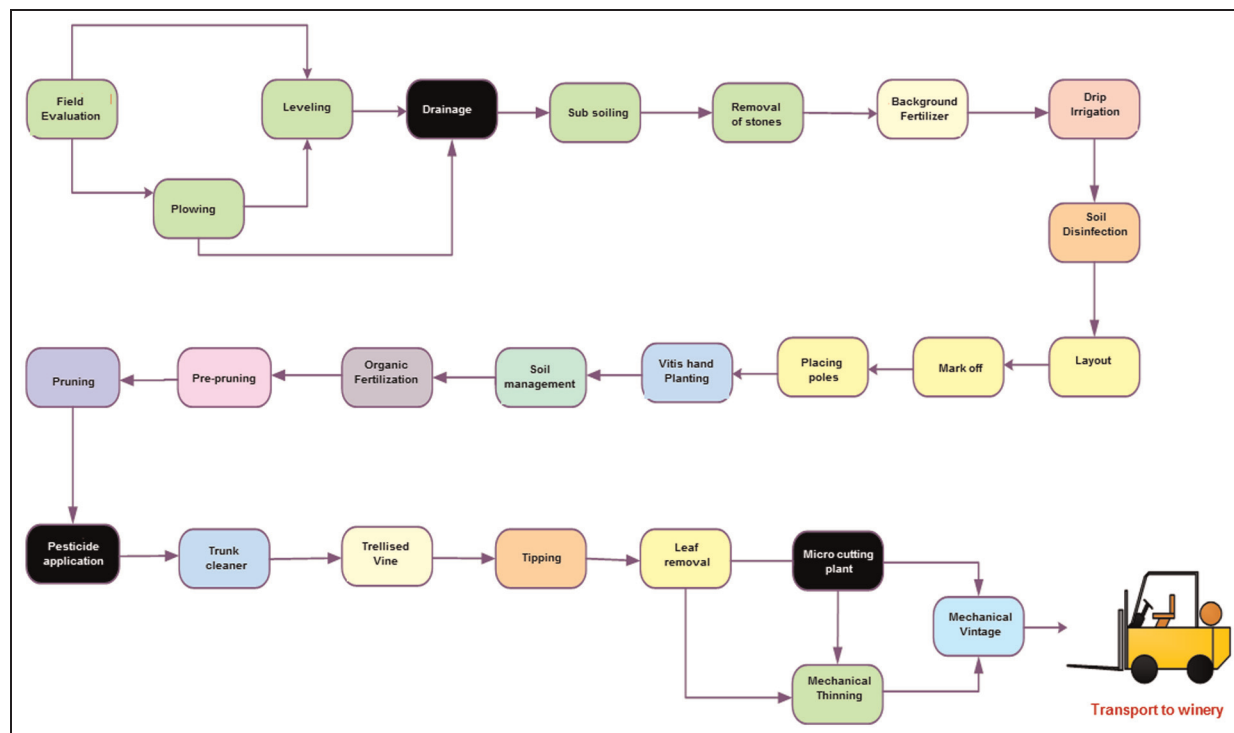 Field
Evaluation
Leveling
Drainage
Sub soiling
Removal
of stones
Background
Fertilizer
Drip
Irrigation
Plowing
Soil
Disinfection
Layout
Mark off
Placing
poles
Vitis hand
Planting
Soil
management
Organic
Fertilization
Pre-pruning
Pruning
Pesticide
application
Trunk
cleaner
Trellised
Vine
Tipping
Leaf
removal
Micro cutting
plant
Mechanical
Vintage
Mechanical
Thinning
Transport to winery